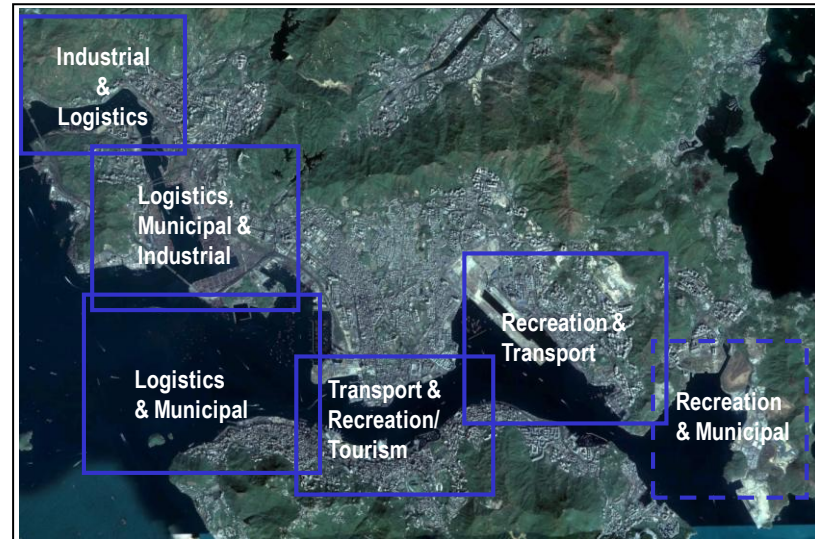 Industrial
&
Logistics
Logistics,
Municipal &
Industrial
Logistics
& Municipal
Transport &
Recreation/
Tourism
Recreation &
Transport
Recreation
& Municipal